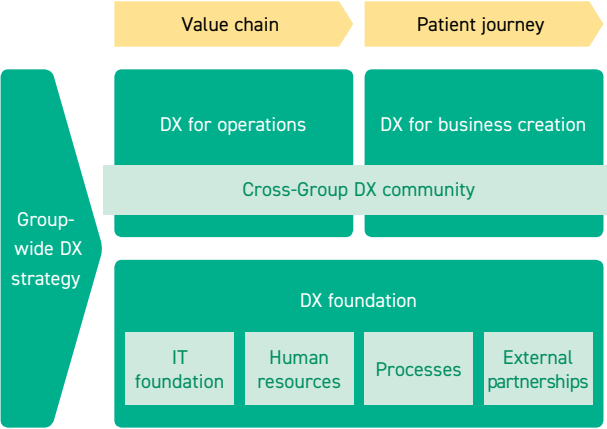 Value chain
Patient journey
DX for operations
DX for business creation
Cross-Group DX community
Group-
wide DX
strategy
DX foundation
IT
foundation
Human
resources
Processes
External
partnerships